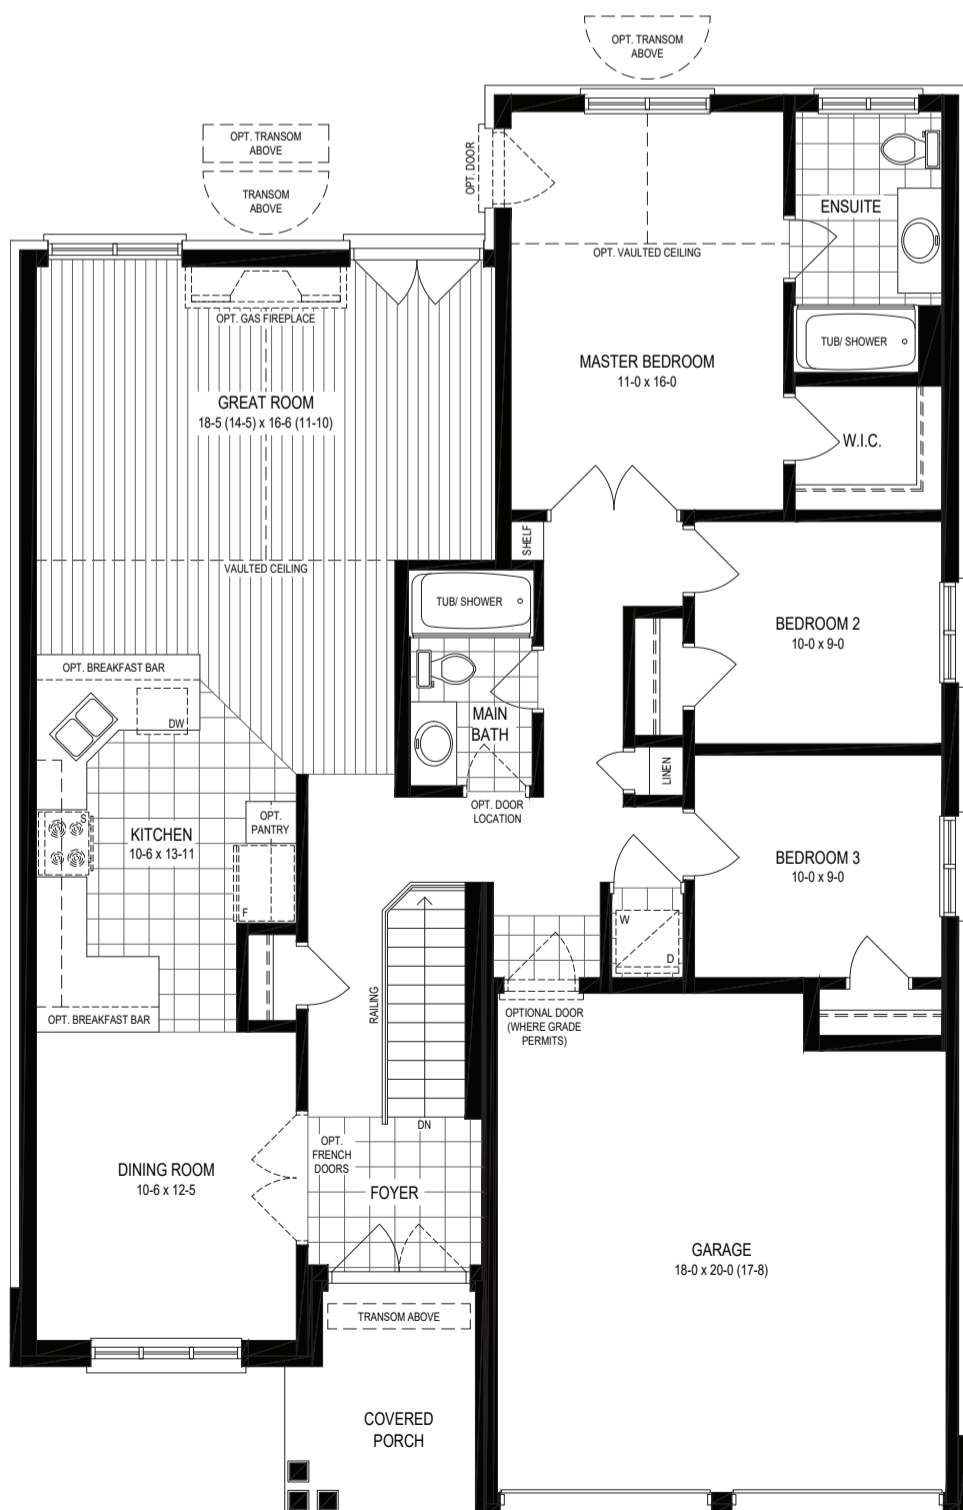 OPT. TRANSOM
ABOVE
OPT. TRANSOM
ABOVE
TRANSOM
ABOVE
OPT. DOOR
ENSUITE
OPT. VAULTED CEILING
OPT. GAS FIREPLACE
TUB/ SHOWER
MASTER BEDROOM
11-0 x 16-0
GREAT ROOM
18-5 (14-5) x 16-6 (11-10)
W.I.C.
SHELF
VAULTED CEILING
TUB/ SHOWER
BEDROOM 2
10-0 x 9-0
OPT. BREAKFAST BAR
DW
MAIN
BATH
LINEN
OPT. DOOR
LOCATION
S
OPT.
PANTRY
KITCHEN
10-6 x 13-11
BEDROOM 3
10-0 x 9-0
F
W
D
RAILING
OPT. BREAKFAST BAR
OPTIONAL DOOR
(WHERE GRADE
PERMITS)
DN
OPT.
FRENCH
DOORS
DINING ROOM
10-6 x 12-5
FOYER
GARAGE
18-0 x 20-0 (17-8)
TRANSOM ABOVE
COVERED
PORCH